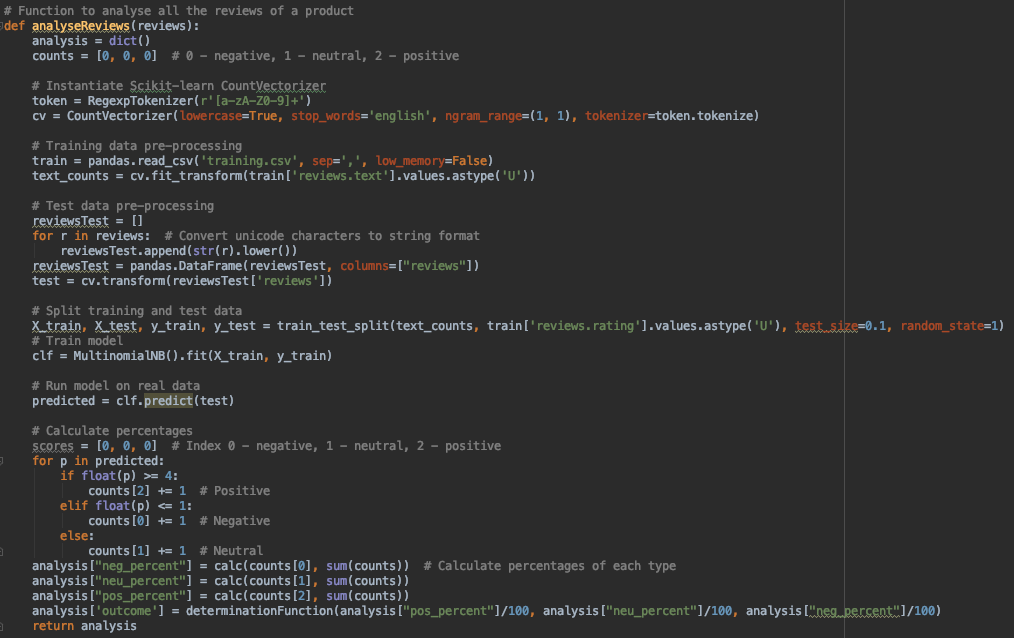 # Function to analyse all the reviews of a product
def analyseReviews(reviews):
    analysis = dict()
    counts = [0, 0, 0]  # 0 - negative, 1 - neutral, 2 - positive

    # Instantiate Scikit-learn CountVectorizer
    token = RegexpTokenizer(r'[a-zA-Z0-9]+')
    cv = CountVectorizer(lowercase=True, stop_words='english', ngram_range=(1, 1), tokenizer=token.tokenize)

    # Training data pre-processing
    train = pandas.read_csv('training.csv', sep=',', low_memory=False)
    text_counts = cv.fit_transform(train['reviews.text'].values.astype('U'))

    # Test data pre-processing
    reviewsTest = []
    for r in reviews:  # Convert unicode characters to string format
        reviewsTest.append(str(r).lower())
    reviewsTest = pandas.DataFrame(reviewsTest, columns=["reviews"])
    test = cv.transform(reviewsTest['reviews'])

    # Split training and test data
    X_train, X_test, y_train, y_test = train_test_split(text_counts, train['reviews.rating'].values.astype('U'), test_size=0.1, random_state=1)
    # Train model
    clf = MultinomialNB().fit(X_train, y_train)

    # Run model on real data
    predicted = clf.predict(test)

    # Calculate percentages
    scores = [0, 0, 0]  # Index 0 - negative, 1 - neutral, 2 - positive
    for p in predicted:
        if float(p) >= 4:
            counts[2] += 1  # Positive
        elif float(p) <= 1:
            counts[0] += 1  # Negative
        else:
            counts[1] += 1  # Neutral
    analysis["neg_percent"] = calc(counts[0], sum(counts))  # Calculate percentages of each type
    analysis["neu_percent"] = calc(counts[1], sum(counts))
    analysis["pos_percent"] = calc(counts[2], sum(counts))
    analysis['outcome'] = determinationFunction(analysis["pos_percent"]/100, analysis["neu_percent"]/100, analysis["neg_percent"]/100)
    return analysis